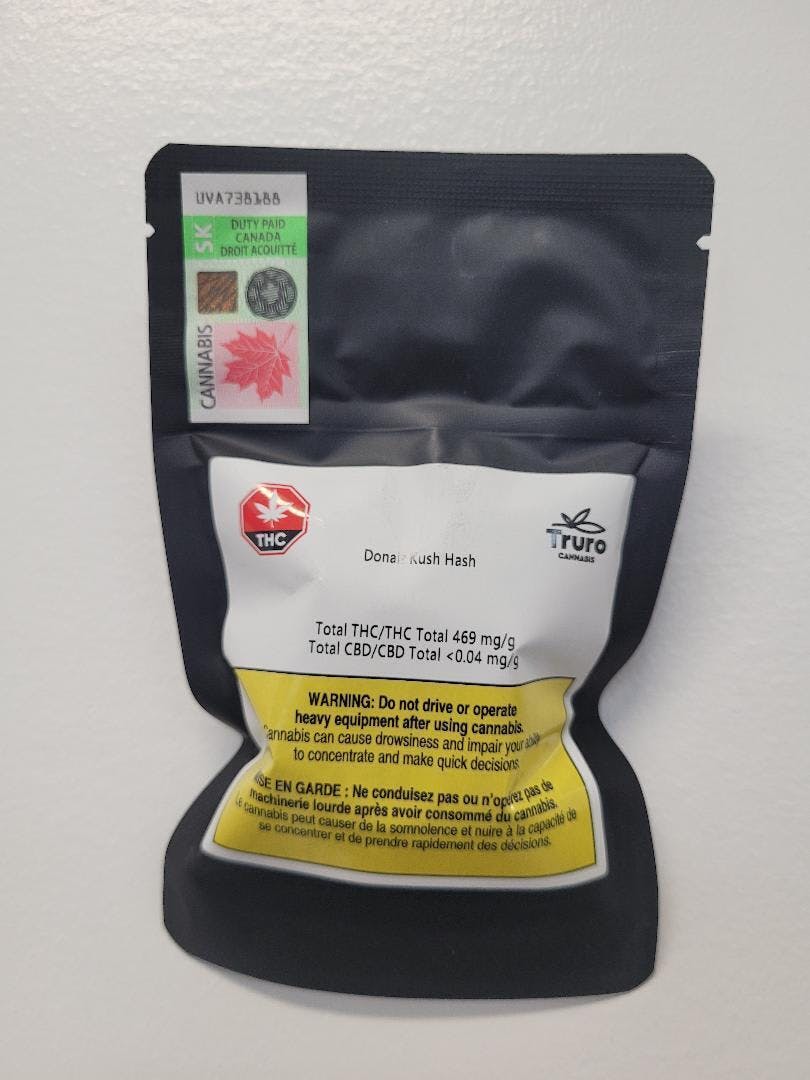 UVA738188
SK
DUTY PAID
CANADA
DROIT ACQUITTÉ
CANNABIS
THC
Truro
CANNABIS
Kush Hash
Total THC/THC Total 469 mg/g
Total CBD/CBD Total <0.04 mg/g
WARNING: Do not drive or operate
heavy equipment after using cannabis.
Cannabis can cause drowsiness and impair your
to concentrate and make quick decisions
MISE EN GARDE : Ne conduisez pas ou n'opérez pas de
machinerie lourde après avoir consommé du cannabis.
Le cannabis peut causer de la somnolence et nuire à la capacité de
se concentrer et de prendre rapidement des décisions.